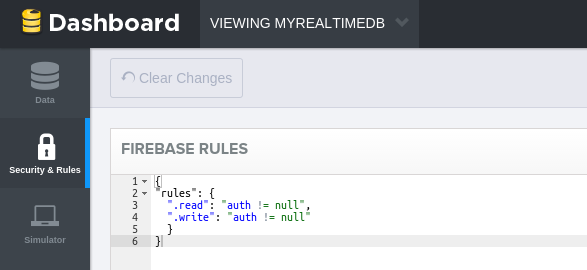 Dashboard
VIEWING MYREALTIMEDB
Data
Security & Rules
Simulator
Clear Changes
FIREBASE RULES
1 {
2 "rules": {
3 ".read": "auth != null",
4 ".write": "auth != null"
5 }
6 }